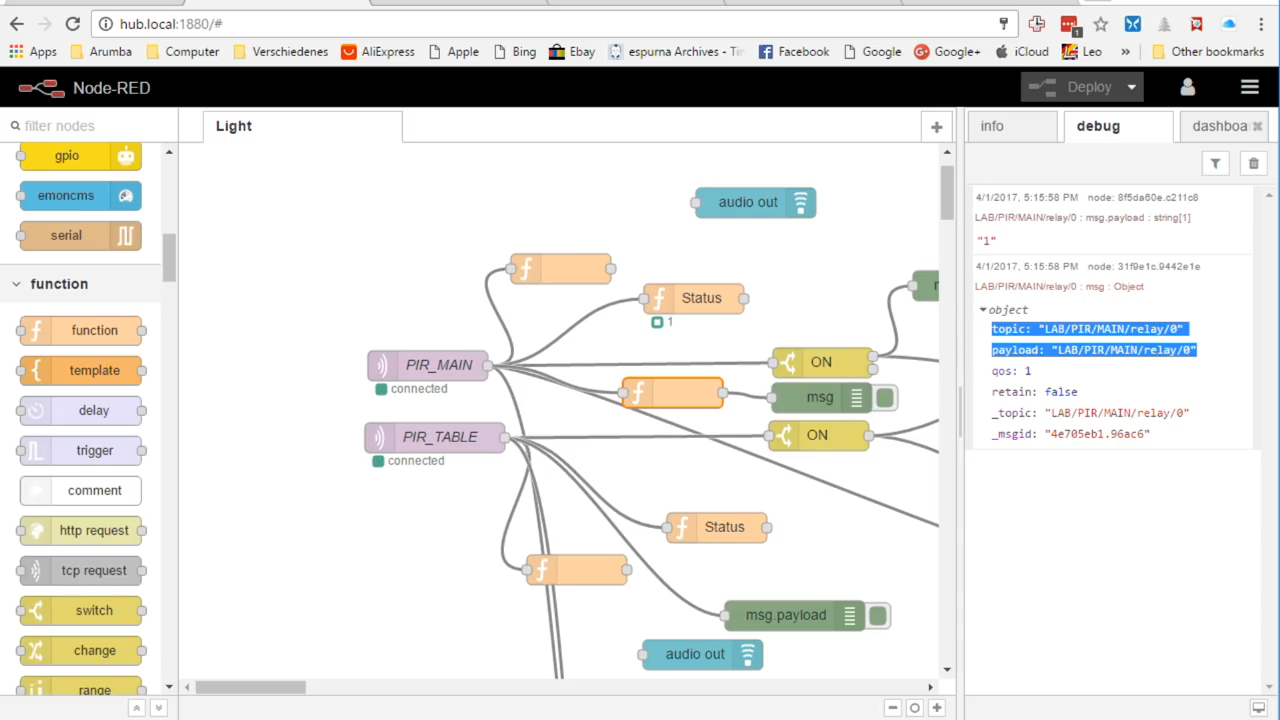 hub.local:1880/#
1
Apps Arumba Computer Verschiedenes AliExpress Apple Bing Ebay espurna Archives - Tin Facebook Google Google+ iCloud Leo » Other bookmarks
Node-RED
Deploy
filter nodes
Light
info debug dashboa
gpio
emoncms
serial
function
function
template
delay
trigger
comment
http request
tcp request
switch
change
range
audio out
Status
1
PIR_MAIN
connected
ON
msg
PIR_TABLE
connected
ON
Status
msg.payload
audio out
4/1/2017, 5:15:58 PM node: 8f5da60e.c211c8
LAB/PIR/MAIN/relay/0 : msg.payload : string[1]
"1"
4/1/2017, 5:15:58 PM node: 31f9e1c.9442e1e
LAB/PIR/MAIN/relay/0 : msg : Object
object
topic: "LAB/PIR/MAIN/relay/0"
payload: "LAB/PIR/MAIN/relay/0"
qos: 1
retain: false
_topic: "LAB/PIR/MAIN/relay/0"
_msgid: "4e705eb1.96ac6"